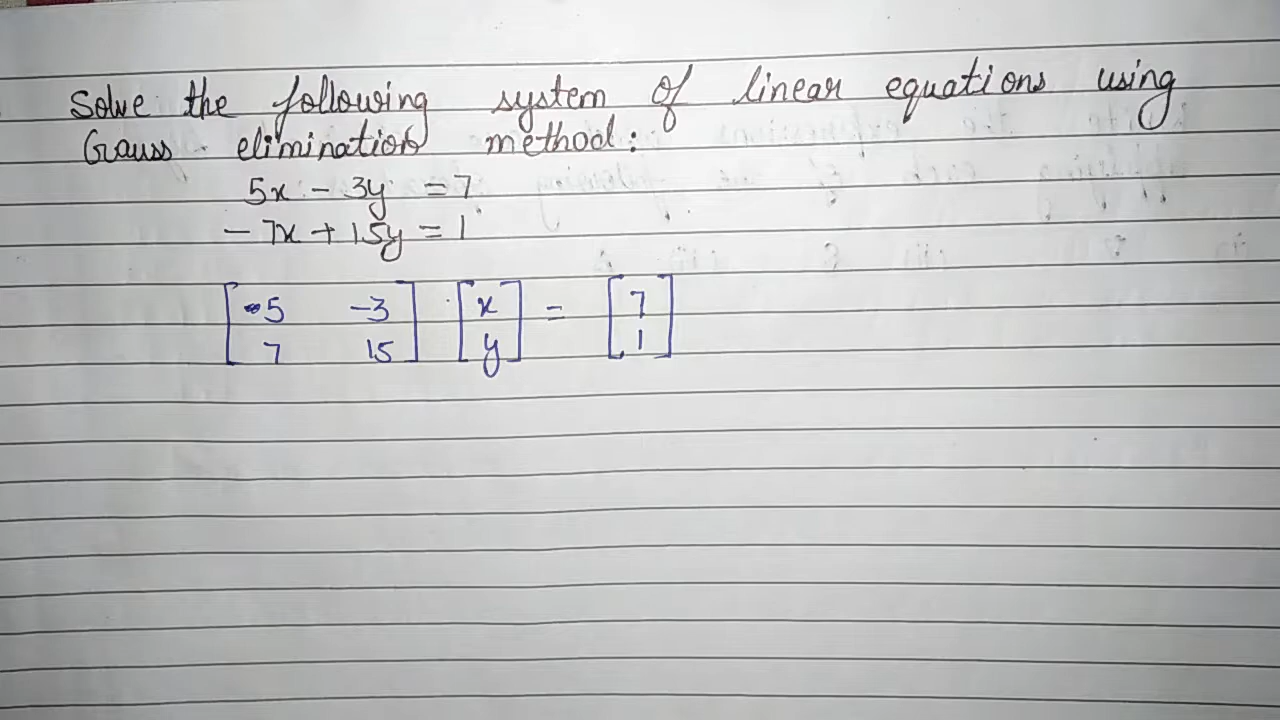 Solve the following system of linear equations using
Gauss elimination method:
5x - 3y = 7
- 7x + 15y = 1
[5 -3] [x] = [7]
[7 15] [y] [1]